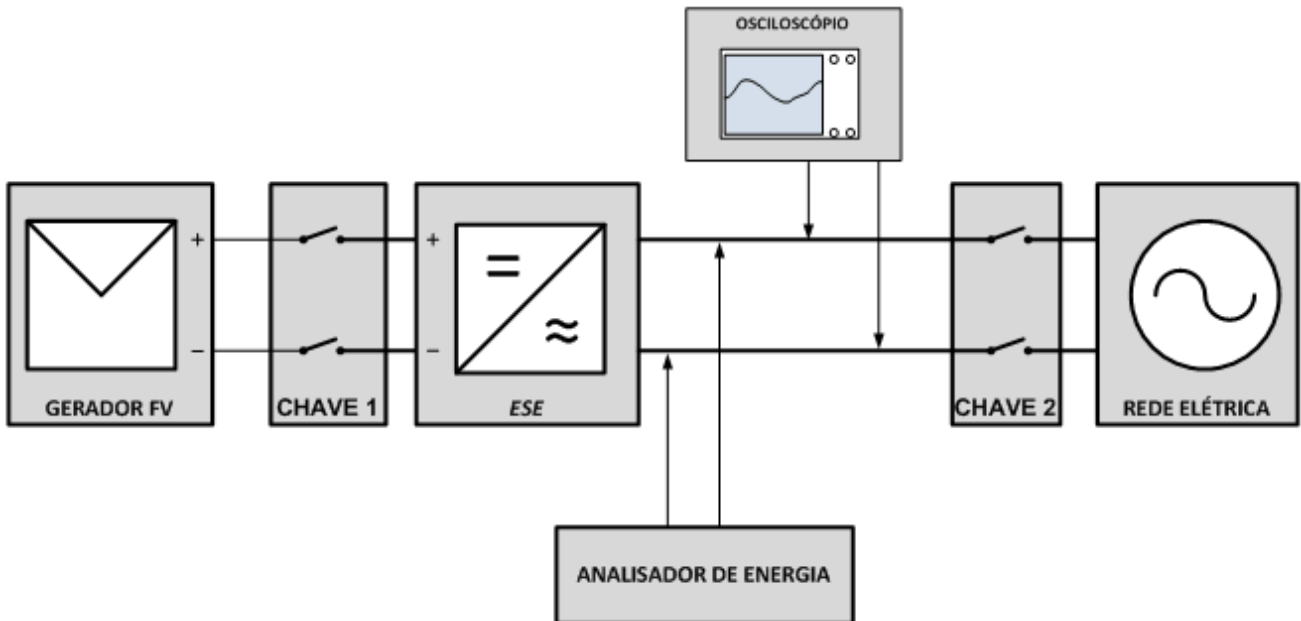 OSCILOSCÓPIO
+
−
+
−
GERADOR FV
CHAVE 1
ESE
CHAVE 2
REDE ELÉTRICA
ANALISADOR DE ENERGIA